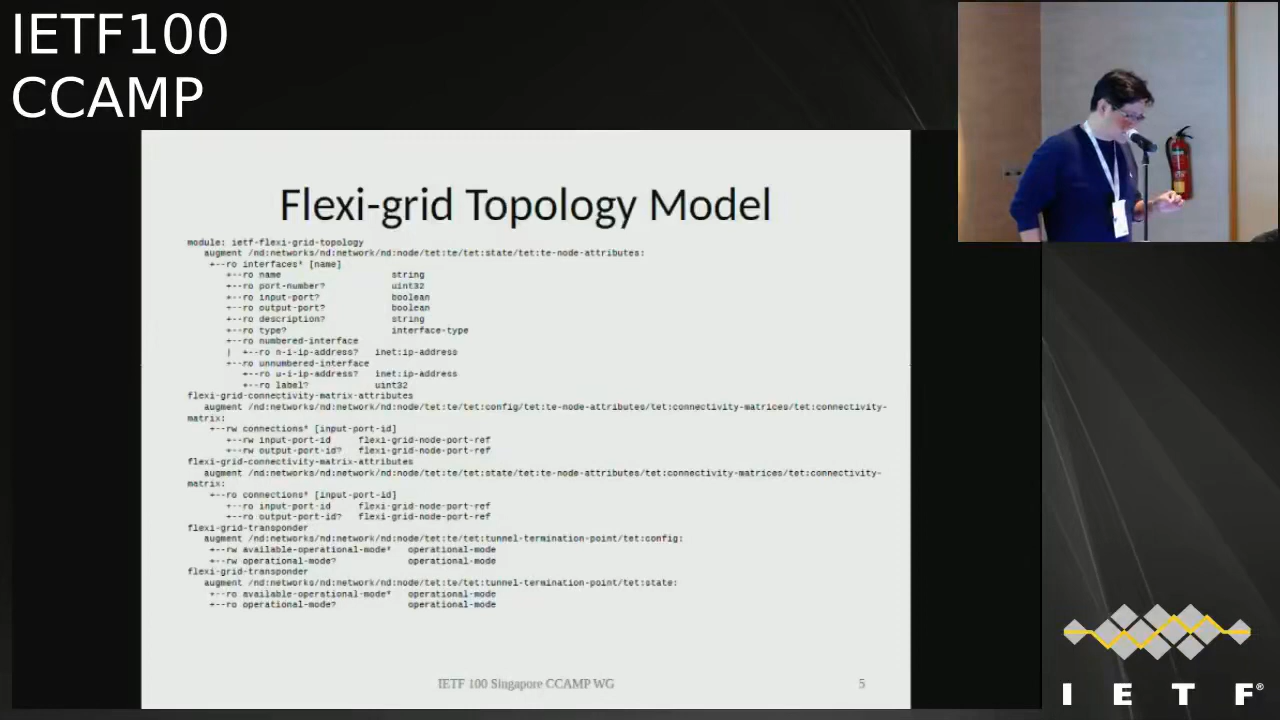 IETF100
CCAMP
Flexi-grid Topology Model
module: ietf-flexi-grid-topology
augment /nd:networks/nd:network/nd:node/tet:te/tet:state/tet:te-node-attributes:
+--ro interfaces* [name]
+--ro name string
+--ro port-number? uint32
+--ro input-port? boolean
+--ro output-port? boolean
+--ro description? string
+--ro type? interface-type
+--ro numbered-interface
| +--ro n-i-ip-address? inet:ip-address
+--ro unnumbered-interface
+--ro u-i-ip-address? inet:ip-address
+--ro label? uint32
flexi-grid-connectivity-matrix-attributes
augment /nd:networks/nd:network/nd:node/tet:te/tet:config/tet:te-node-attributes/tet:connectivity-matrices/tet:connectivity-
matrix:
+--rw connections* [input-port-id]
+--rw input-port-id flexi-grid-node-port-ref
+--rw output-port-id? flexi-grid-node-port-ref
flexi-grid-connectivity-matrix-attributes
augment /nd:networks/nd:network/nd:node/tet:te/tet:state/tet:te-node-attributes/tet:connectivity-matrices/tet:connectivity-
matrix:
+--ro connections* [input-port-id]
+--ro input-port-id flexi-grid-node-port-ref
+--ro output-port-id? flexi-grid-node-port-ref
flexi-grid-transponder
augment /nd:networks/nd:network/nd:node/tet:te/tet:tunnel-termination-point/tet:config:
+--rw available-operational-mode* operational-mode
+--rw operational-mode? operational-mode
flexi-grid-transponder
augment /nd:networks/nd:network/nd:node/tet:te/tet:tunnel-termination-point/tet:state:
+--ro available-operational-mode* operational-mode
+--ro operational-mode? operational-mode
IETF 100 Singapore CCAMP WG 5
I E T F®